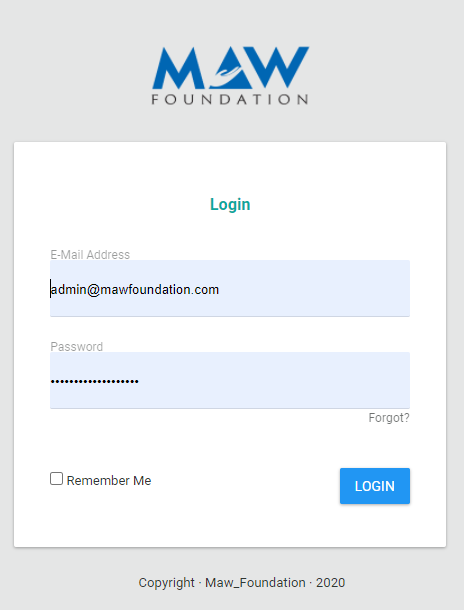 MAW
FOUNDATION
Login
E-Mail Address
admin@mawfoundation.com
Password
•••••••••••••••••••
Forgot?
Remember Me
LOGIN
Copyright · Maw_Foundation · 2020